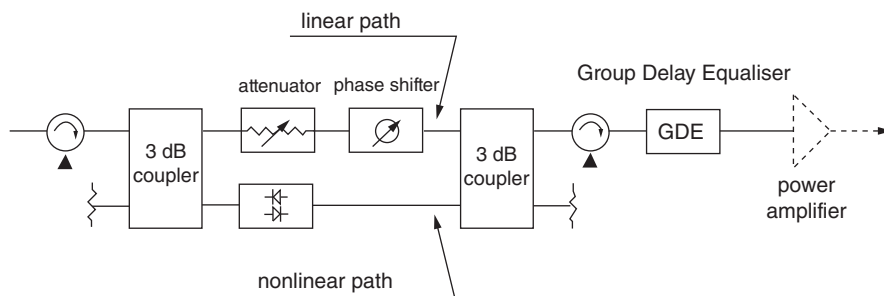 linear path
attenuator
phase shifter
Group Delay Equaliser
3 dB
coupler
3 dB
coupler
GDE
power
amplifier
nonlinear path